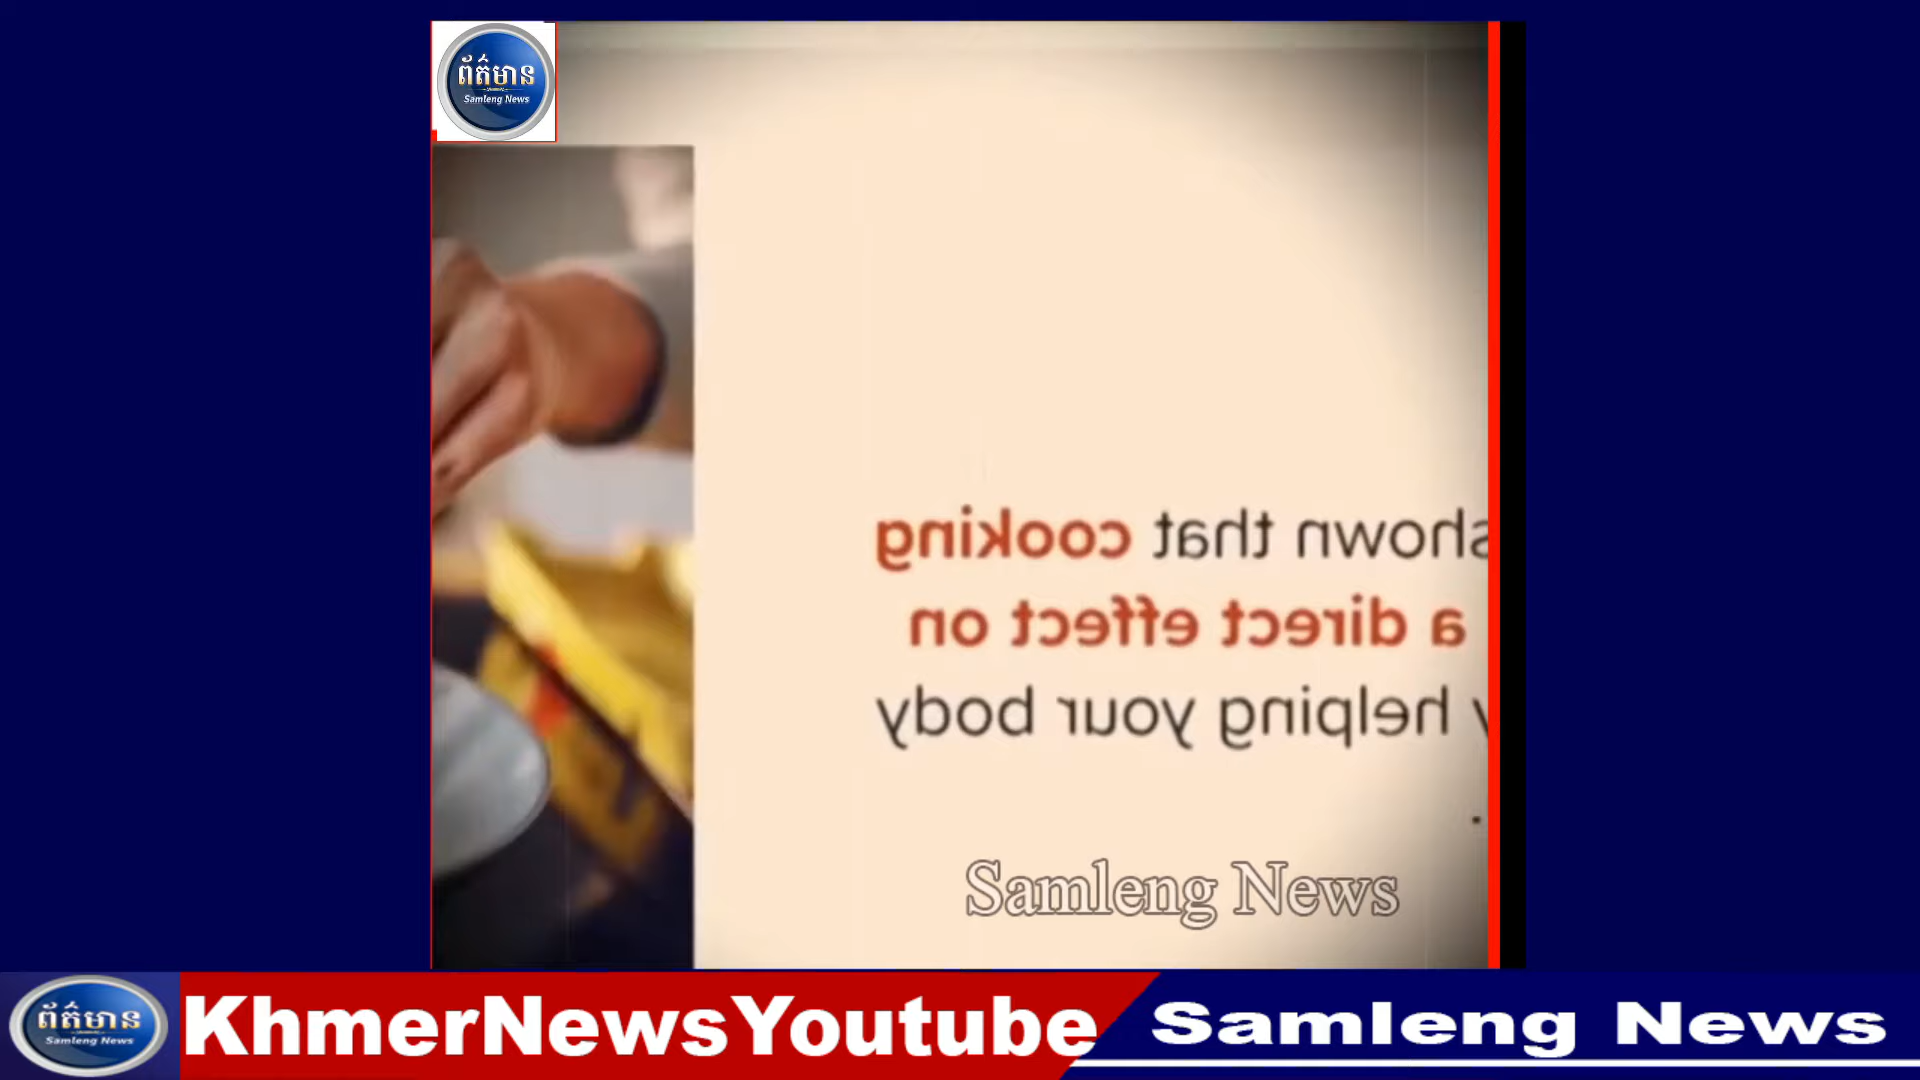 ព័ត៌មាន
Samleng News
shown that cooking
a direct effect on
helping your body
.
Samleng News
ព័ត៌មាន
Samleng News
KhmerNewsYoutube
Samleng News